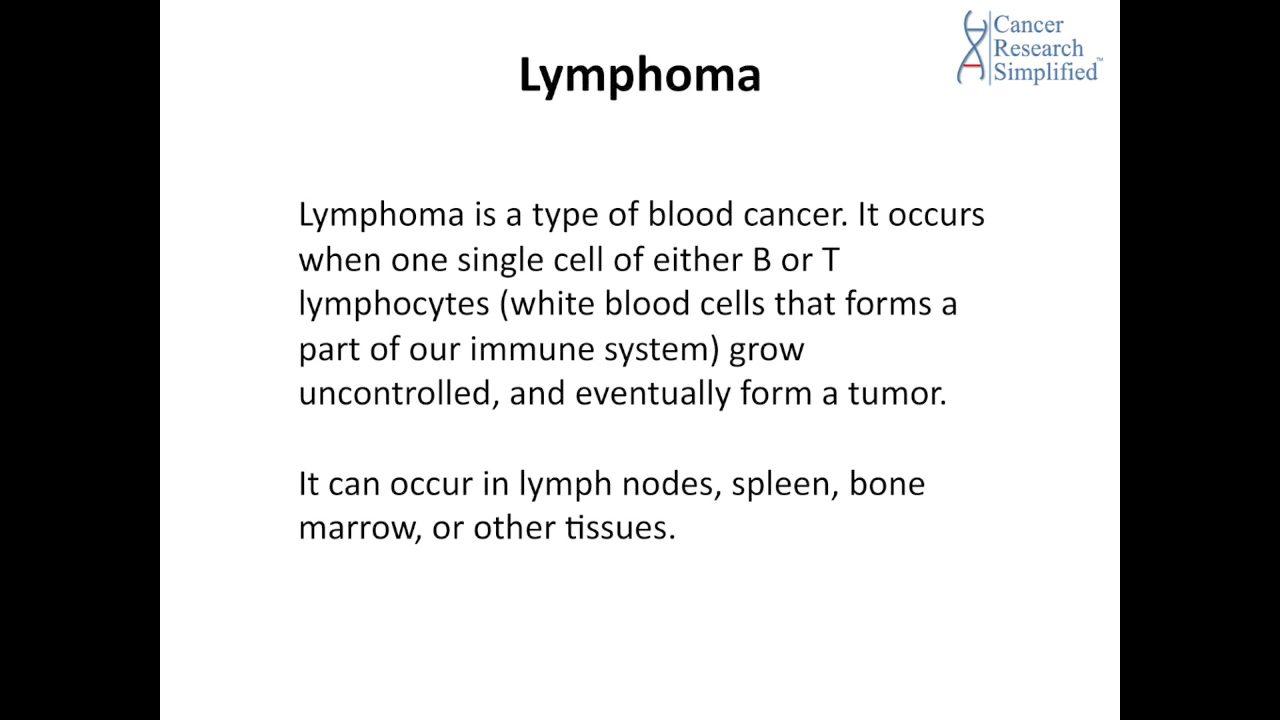 Lymphoma
Cancer
Research
Simplified™
Lymphoma is a type of blood cancer. It occurs
when one single cell of either B or T
lymphocytes (white blood cells that forms a
part of our immune system) grow
uncontrolled, and eventually form a tumor.
It can occur in lymph nodes, spleen, bone
marrow, or other tissues.